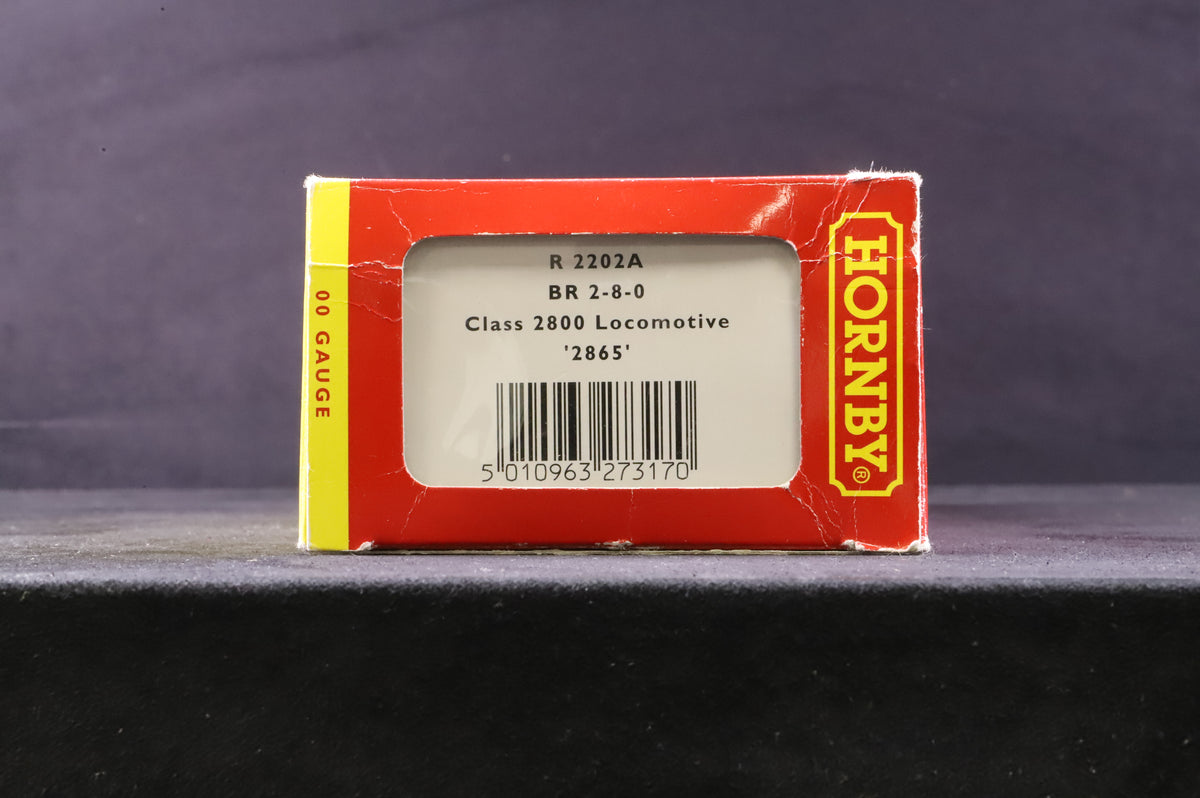 00 GAUGE
R 2202A
BR 2-8-0
Class 2800 Locomotive
'2865'
5 010963 273170
HORNBY®